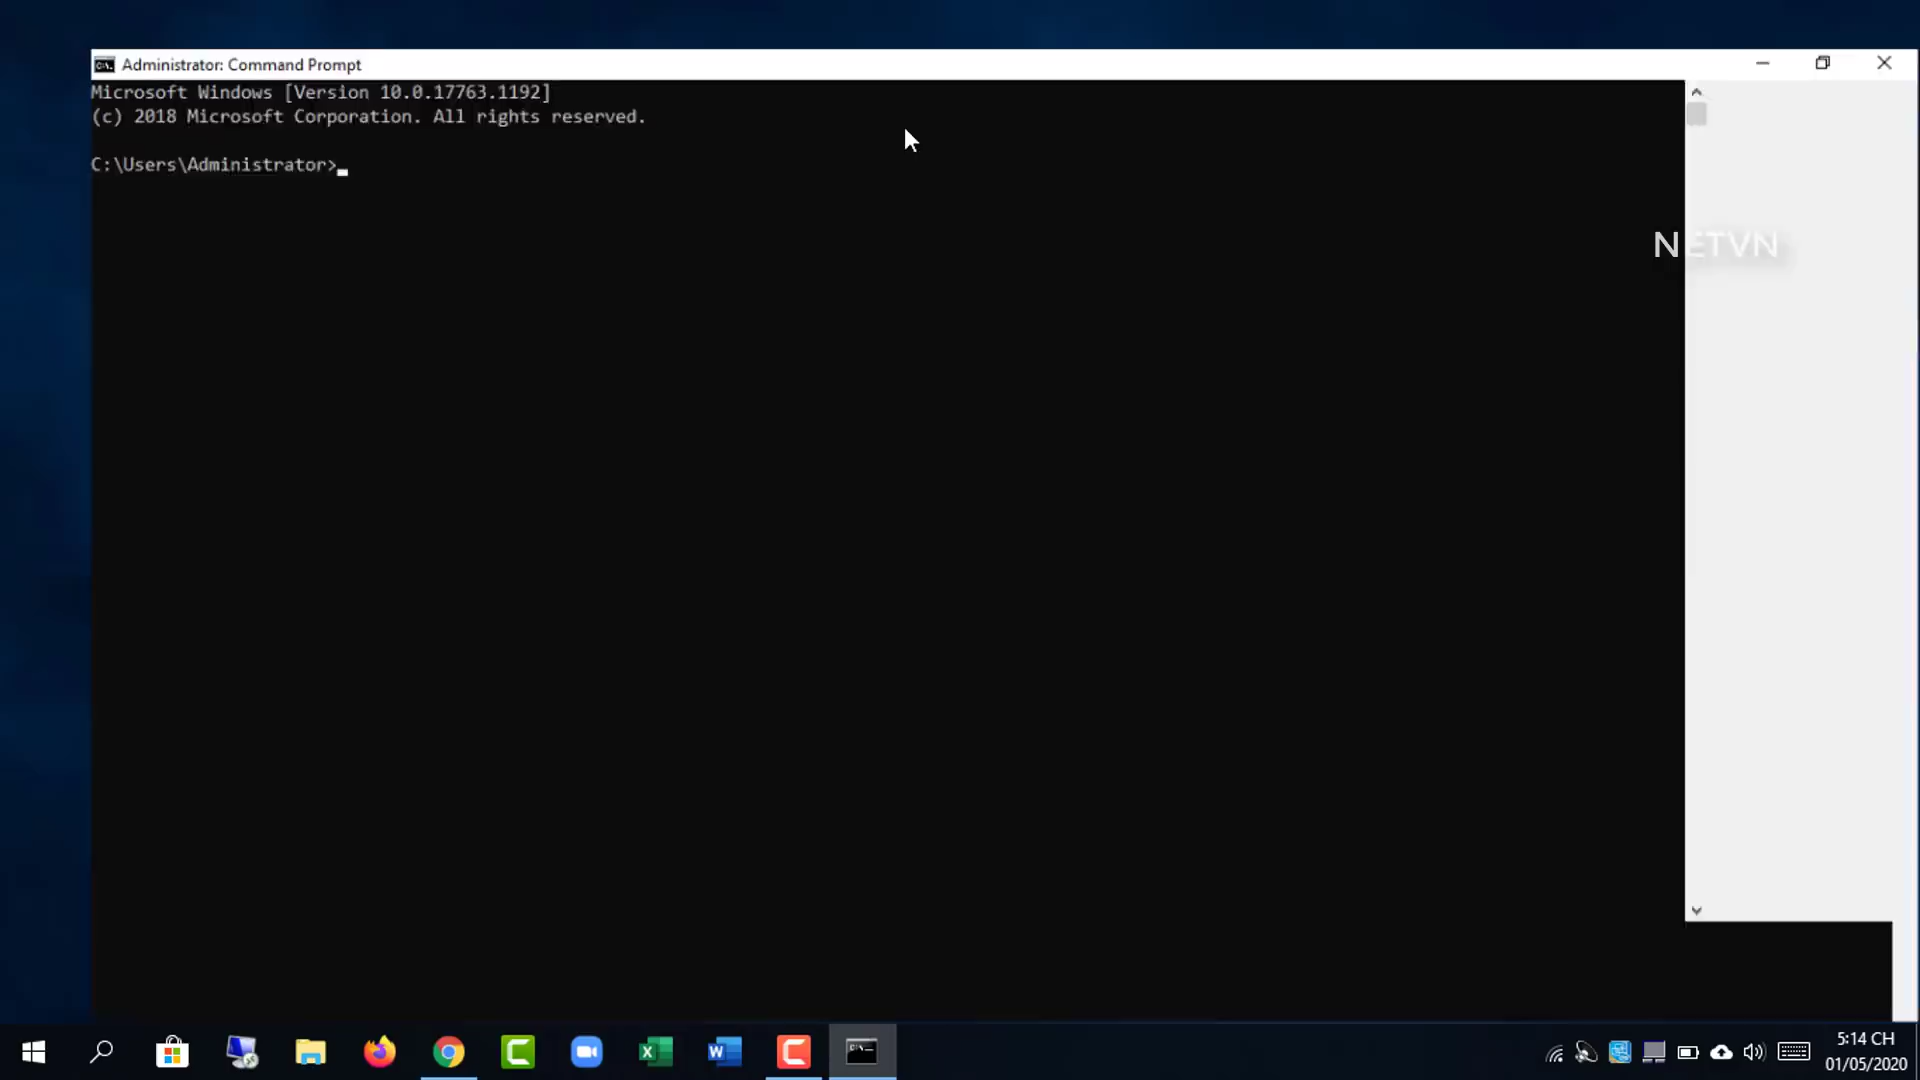 Administrator: Command Prompt
Microsoft Windows [Version 10.0.17763.1192]
(c) 2018 Microsoft Corporation. All rights reserved.
C:\Users\Administrator>
NETVN
5:14 CH
01/05/2020